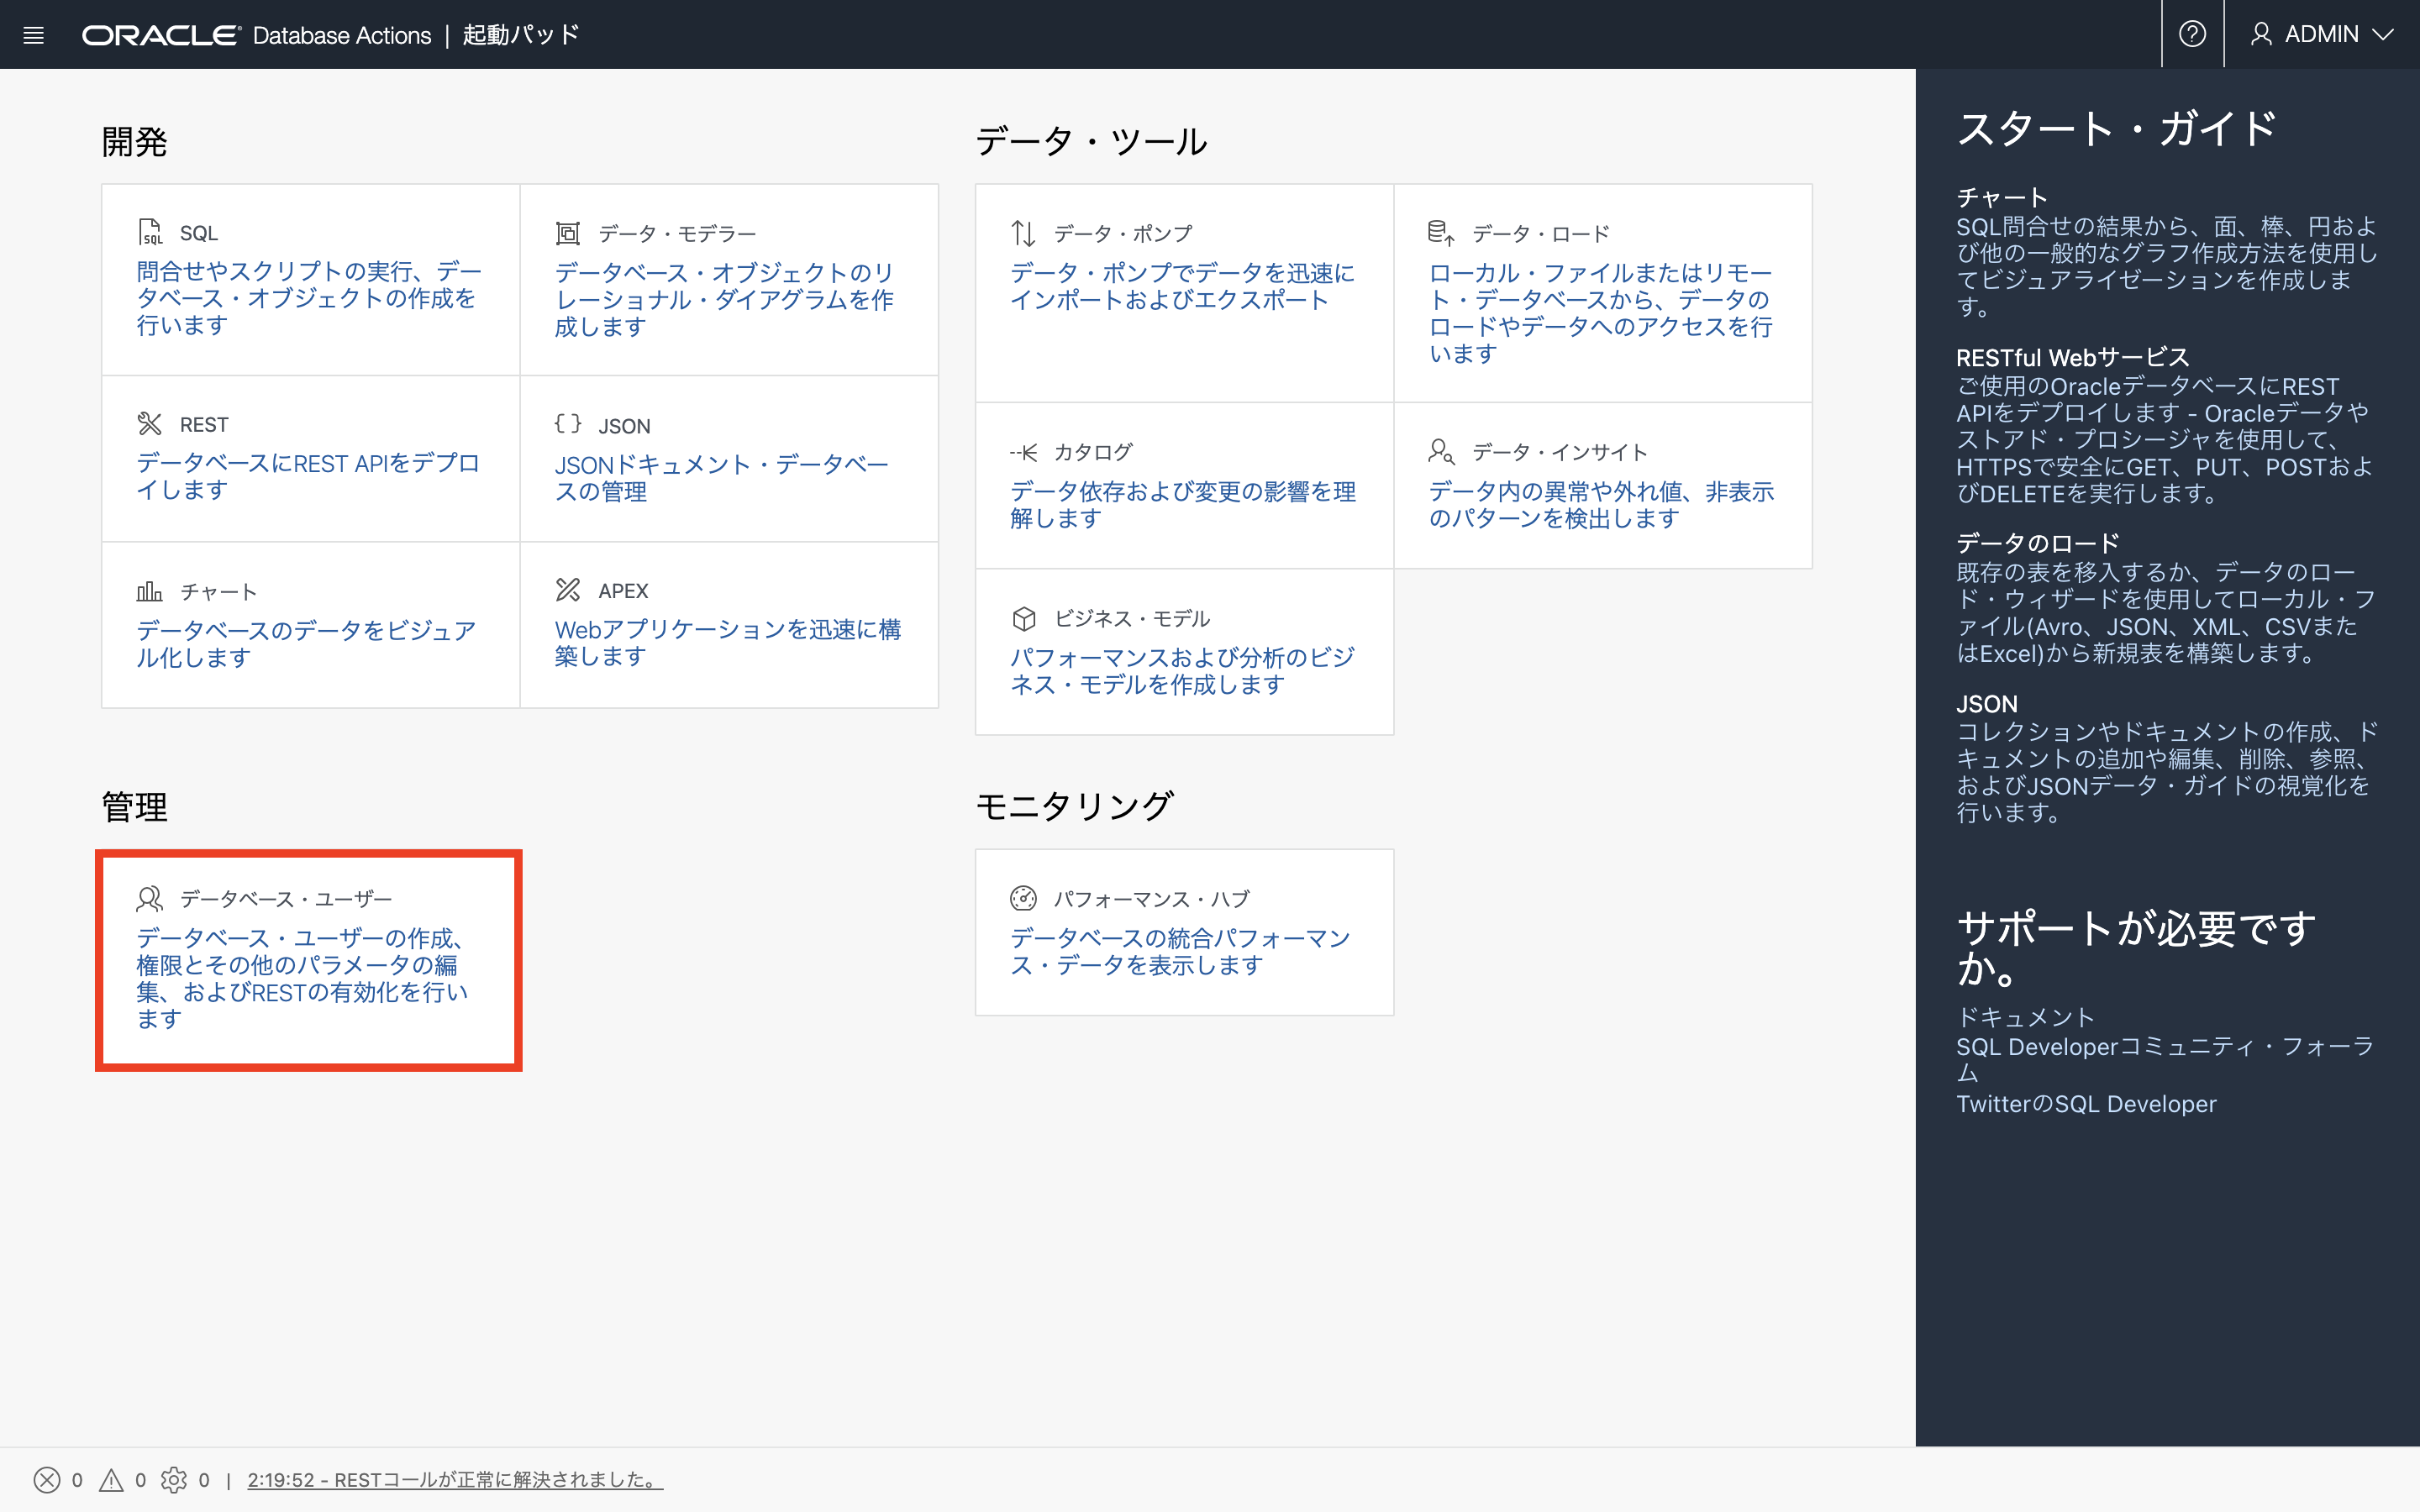 ORACLE Database Actions | 起動パッド
ADMIN
開発
SQL
問合せやスクリプトの実行、デー
タベース・オブジェクトの作成を
行います
データ・モデラー
データベース・オブジェクトのリ
レーショナル・ダイアグラムを作
成します
REST
データベースにREST APIをデプロ
イします
JSON
JSONドキュメント・データベー
スの管理
チャート
データベースのデータをビジュア
ル化します
APEX
Webアプリケーションを迅速に構
築します
データ・ツール
データ・ポンプ
データ・ポンプでデータを迅速に
インポートおよびエクスポート
データ・ロード
ローカル・ファイルまたはリモー
ト・データベースから、データの
ロードやデータへのアクセスを行
います
カタログ
データ依存および変更の影響を理
解します
データ・インサイト
データ内の異常や外れ値、非表示
のパターンを検出します
ビジネス・モデル
パフォーマンスおよび分析のビジ
ネス・モデルを作成します
管理
データベース・ユーザー
データベース・ユーザーの作成、
権限とその他のパラメータの編
集、およびRESTの有効化を行い
ます
モニタリング
パフォーマンス・ハブ
データベースの統合パフォーマン
ス・データを表示します
スタート・ガイド
チャート
SQL問合せの結果から、面、棒、円およ
び他の一般的なグラフ作成方法を使用し
てビジュアライゼーションを作成しま
す。
RESTful Webサービス
ご使用のOracleデータベースにREST
APIをデプロイします - Oracleデータや
ストアド・プロシージャを使用して、
HTTPSで安全にGET、PUT、POSTおよ
びDELETEを実行します。
データのロード
既存の表を移入するか、データのロー
ド・ウィザードを使用してローカル・フ
ァイル(Avro、JSON、XML、CSVまた
はExcel)から新規表を構築します。
JSON
コレクションやドキュメントの作成、ド
キュメントの追加や編集、削除、参照、
およびJSONデータ・ガイドの視覚化を
行います。
サポートが必要です
か。
ドキュメント
SQL Developerコミュニティ・フォーラ
ム
TwitterのSQL Developer
0 0 0 | 2:19:52 - RESTコールが正常に解決されました。